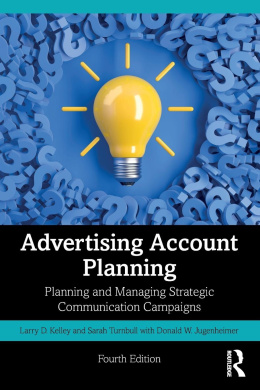 Advertising Account
Planning
Planning and Managing Strategic
Communication Campaigns
Larry D. Kelley and Sarah Turnbull with Donald W. Jugenheimer
Fourth Edition
ROUTLEDGE